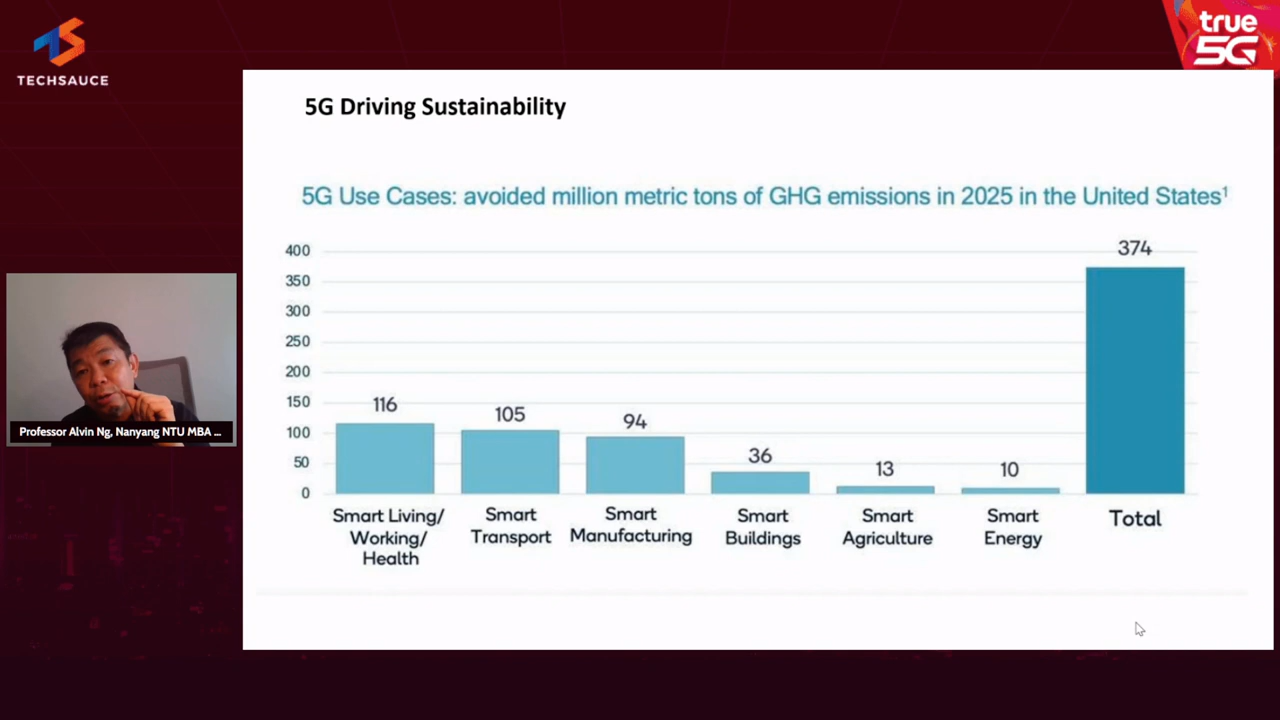 TECHSAUCE
true
5G
5G Driving Sustainability
5G Use Cases: avoided million metric tons of GHG emissions in 2025 in the United States¹
400
350
300
250
200
150
100
50
0
116
105
94
36
13
10
374
Smart Living/
Working/
Health
Smart
Transport
Smart
Manufacturing
Smart
Buildings
Smart
Agriculture
Smart
Energy
Total
Professor Alvin Ng, Nanyang NTU MBA ...